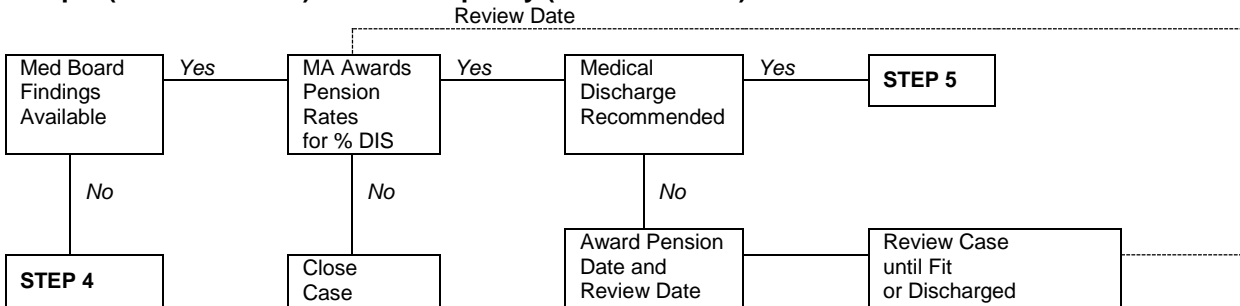 Review Date
Med Board
Findings
Available
Yes
MA Awards
Pension
Rates
for % DIS
Yes
Medical
Discharge
Recommended
Yes
STEP 5
No
No
No
STEP 4
Close
Case
Award Pension
Date and
Review Date
Review Case
until Fit
or Discharged